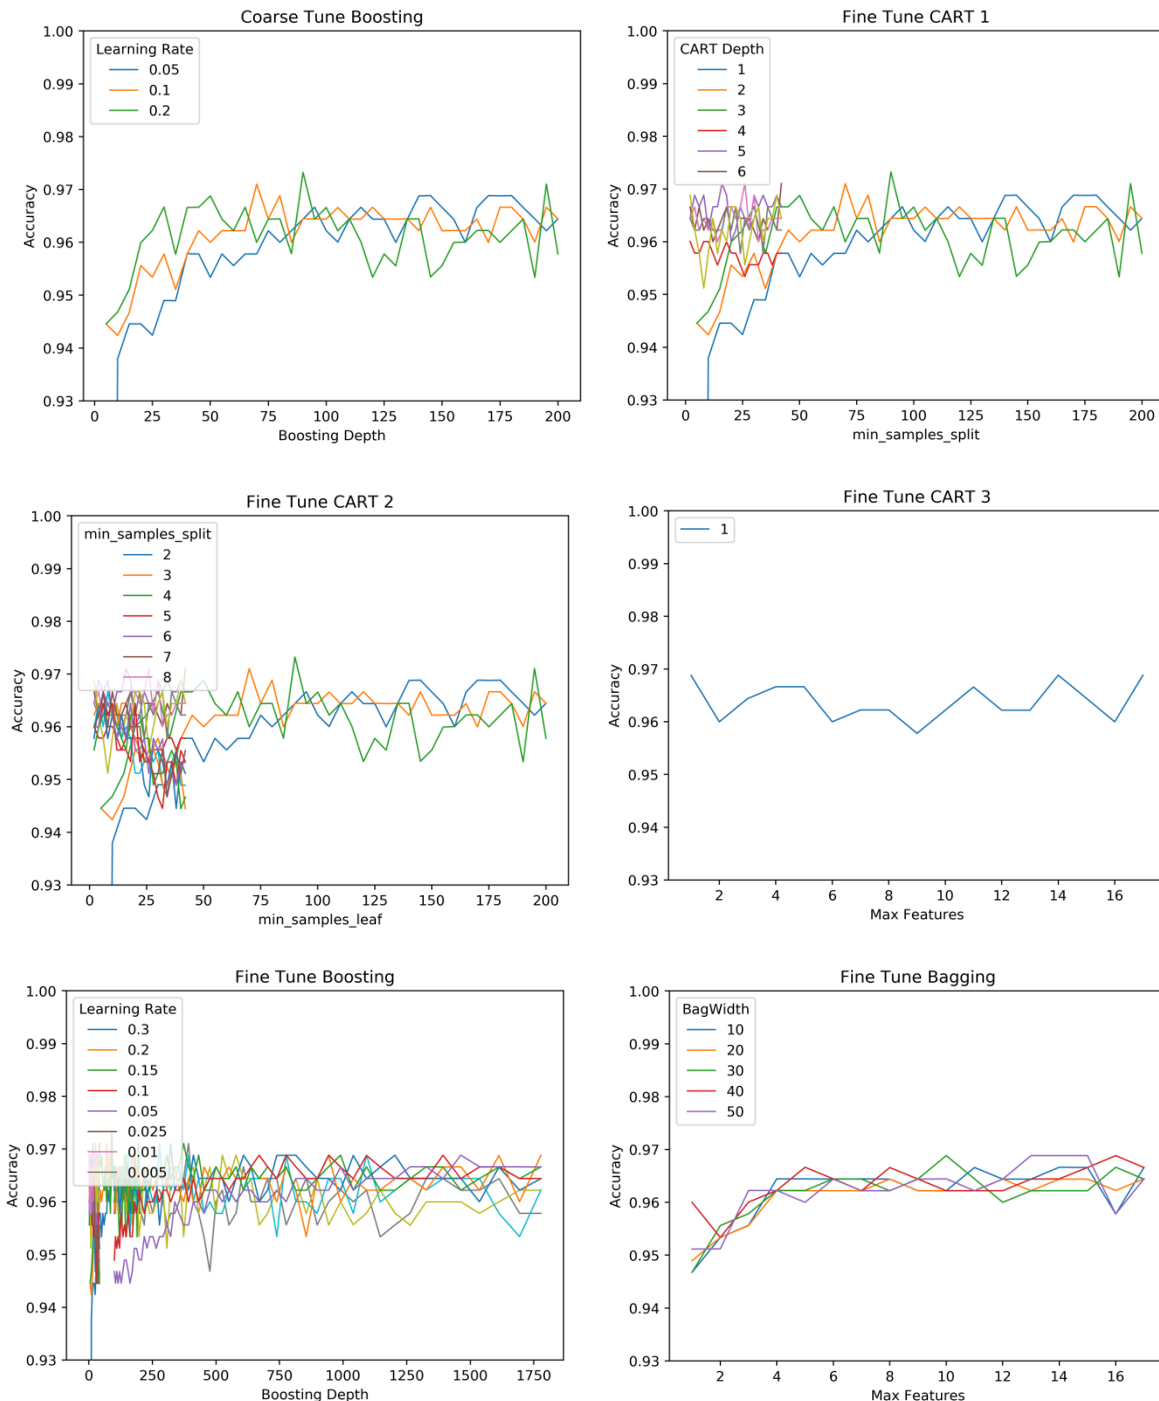 Coarse Tune Boosting
1.00
0.99
0.98
0.97
0.96
0.95
0.94
0.93
Accuracy
Learning Rate
0.05
0.1
0.2
0 25 50 75 100 125 150 175 200
Boosting Depth
Fine Tune CART 1
1.00
0.99
0.98
0.97
0.96
0.95
0.94
0.93
Accuracy
CART Depth
1
2
3
4
5
6
0 25 50 75 100 125 150 175 200
min_samples_split
Fine Tune CART 2
1.00
0.99
0.98
0.97
0.96
0.95
0.94
0.93
Accuracy
min_samples_split
2
3
4
5
6
7
8
0 25 50 75 100 125 150 175 200
min_samples_leaf
Fine Tune CART 3
1.00
0.99
0.98
0.97
0.96
0.95
0.94
0.93
Accuracy
1
2 4 6 8 10 12 14 16
Max Features
Fine Tune Boosting
1.00
0.99
0.98
0.97
0.96
0.95
0.94
0.93
Accuracy
Learning Rate
0.3
0.2
0.15
0.1
0.05
0.025
0.01
0.005
0 250 500 750 1000 1250 1500 1750
Boosting Depth
Fine Tune Bagging
1.00
0.99
0.98
0.97
0.96
0.95
0.94
0.93
Accuracy
BagWidth
10
20
30
40
50
2 4 6 8 10 12 14 16
Max Features